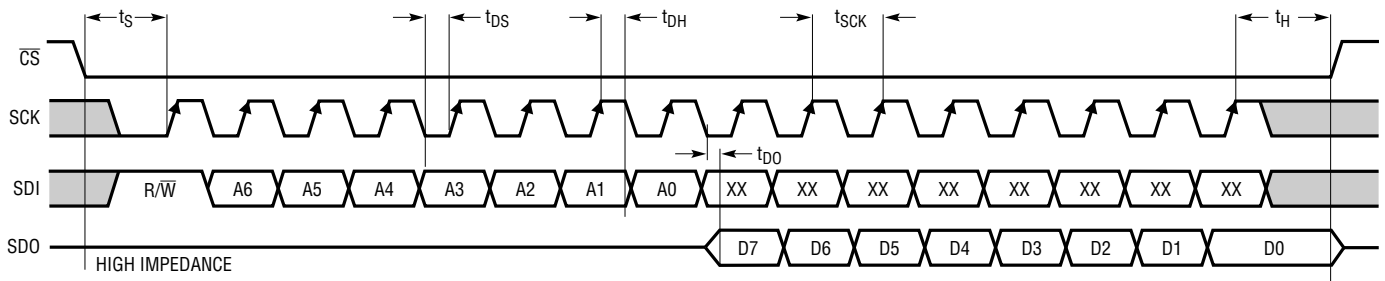 tS tDS tDH tSCK tH
CS
SCK
tDO
SDI R/W A6 A5 A4 A3 A2 A1 A0 XX XX XX XX XX XX XX XX
SDO D7 D6 D5 D4 D3 D2 D1 D0
HIGH IMPEDANCE